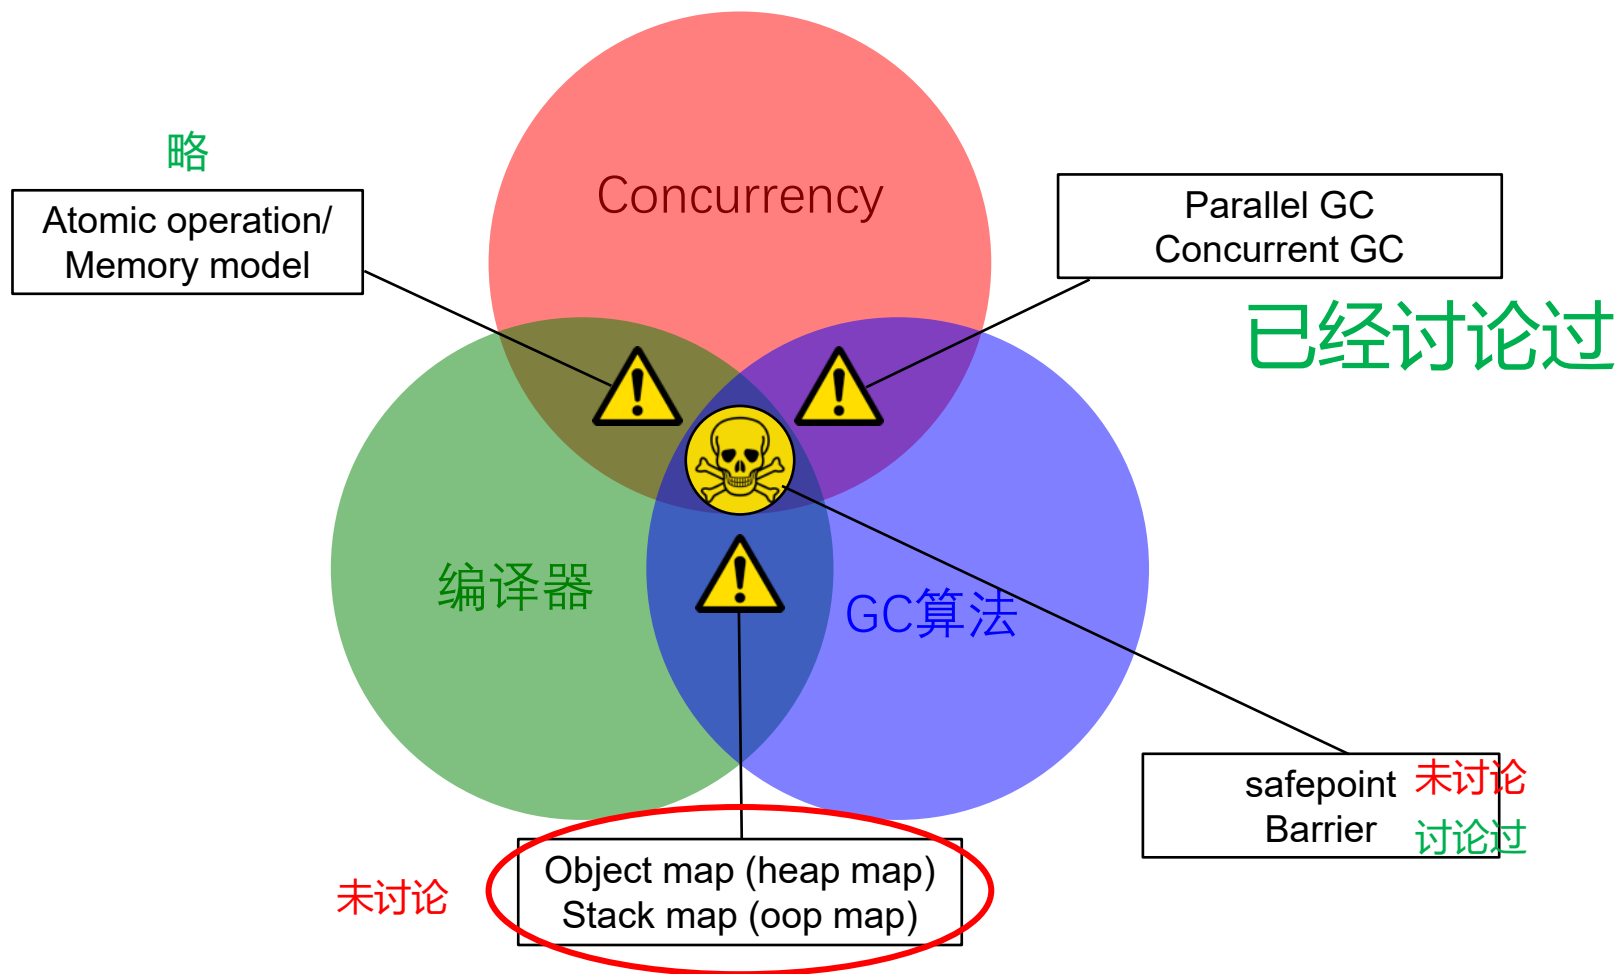 Concurrency
略
Atomic operation/
Memory model
Parallel GC
Concurrent GC
已经讨论过
编译器
GC算法
safepoint
未讨论
Barrier
讨论过
Object map (heap map)
Stack map (oop map)
未讨论